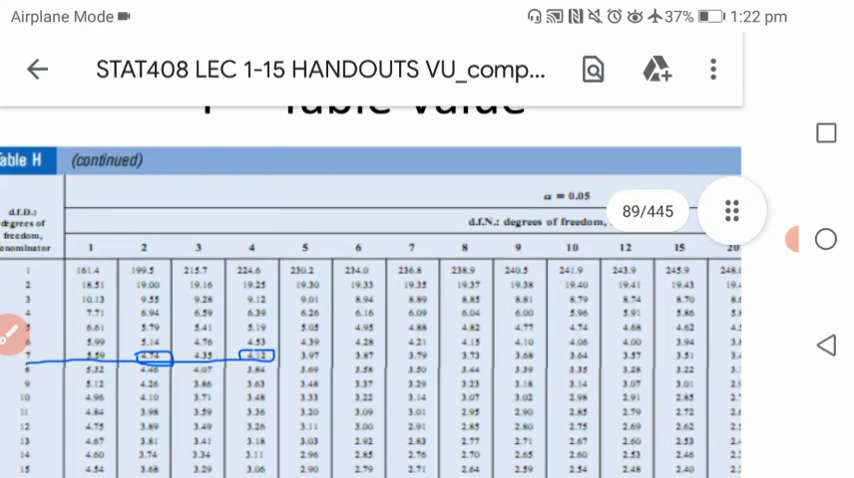 Airplane Mode 37% 1:22 pm
STAT408 LEC 1-15 HANDOUTS VU_comp...
Table Value
able H (continued)
α = 0.05
d.f.D.: degrees of freedom, enominator
d.f.N.: degrees of freedom,
89/445
1 2 3 4 5 6 7 8 9 10 12 15 20
1 161.4 199.5 215.7 224.6 230.2 234.0 236.8 238.9 240.5 241.9 243.9 245.9 248.
2 18.51 19.00 19.16 19.25 19.30 19.33 19.35 19.37 19.38 19.40 19.41 19.43 19.
3 10.13 9.55 9.28 9.12 9.01 8.94 8.89 8.85 8.81 8.79 8.74 8.70 8.
4 7.71 6.94 6.59 6.39 6.26 6.16 6.09 6.04 6.00 5.96 5.91 5.86 5.
6.61 5.79 5.41 5.19 5.05 4.95 4.88 4.82 4.77 4.74 4.68 4.62 4.
5.99 5.14 4.76 4.53 4.39 4.28 4.21 4.15 4.10 4.06 4.00 3.94 3.
7 5.59 4.74 4.35 4.12 3.97 3.87 3.79 3.73 3.68 3.64 3.57 3.51 3.
8 5.32 4.46 4.07 3.84 3.69 3.58 3.50 3.44 3.39 3.35 3.28 3.22 3.
9 5.12 4.26 3.86 3.63 3.48 3.37 3.29 3.23 3.18 3.14 3.07 3.01 2.
10 4.96 4.10 3.71 3.48 3.33 3.22 3.14 3.07 3.02 2.98 2.91 2.85 2.
11 4.84 3.98 3.59 3.36 3.20 3.09 3.01 2.95 2.90 2.85 2.79 2.72 2.
12 4.75 3.89 3.49 3.26 3.11 3.00 2.91 2.85 2.80 2.75 2.69 2.62 2.
13 4.67 3.81 3.41 3.18 3.03 2.92 2.83 2.77 2.71 2.67 2.60 2.53 2.
14 4.60 3.74 3.34 3.11 2.96 2.85 2.76 2.70 2.65 2.60 2.53 2.46 2.
15 4.54 3.68 3.29 3.06 2.90 2.79 2.71 2.64 2.59 2.54 2.48 2.40 2.